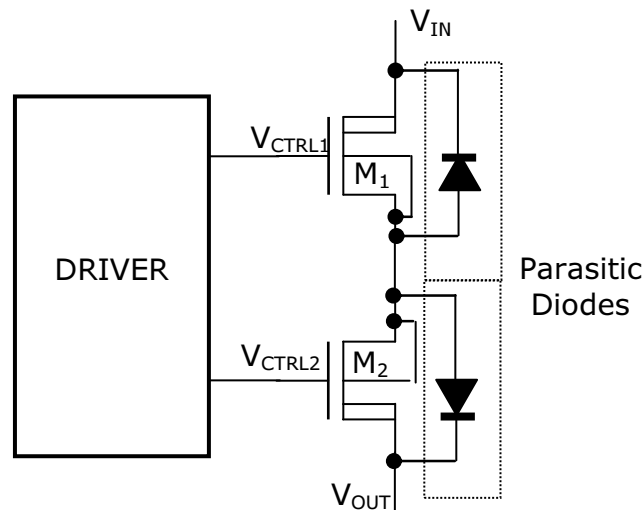 V_IN
V_CTRL1
M_1
DRIVER
Parasitic
Diodes
V_CTRL2
M_2
V_OUT